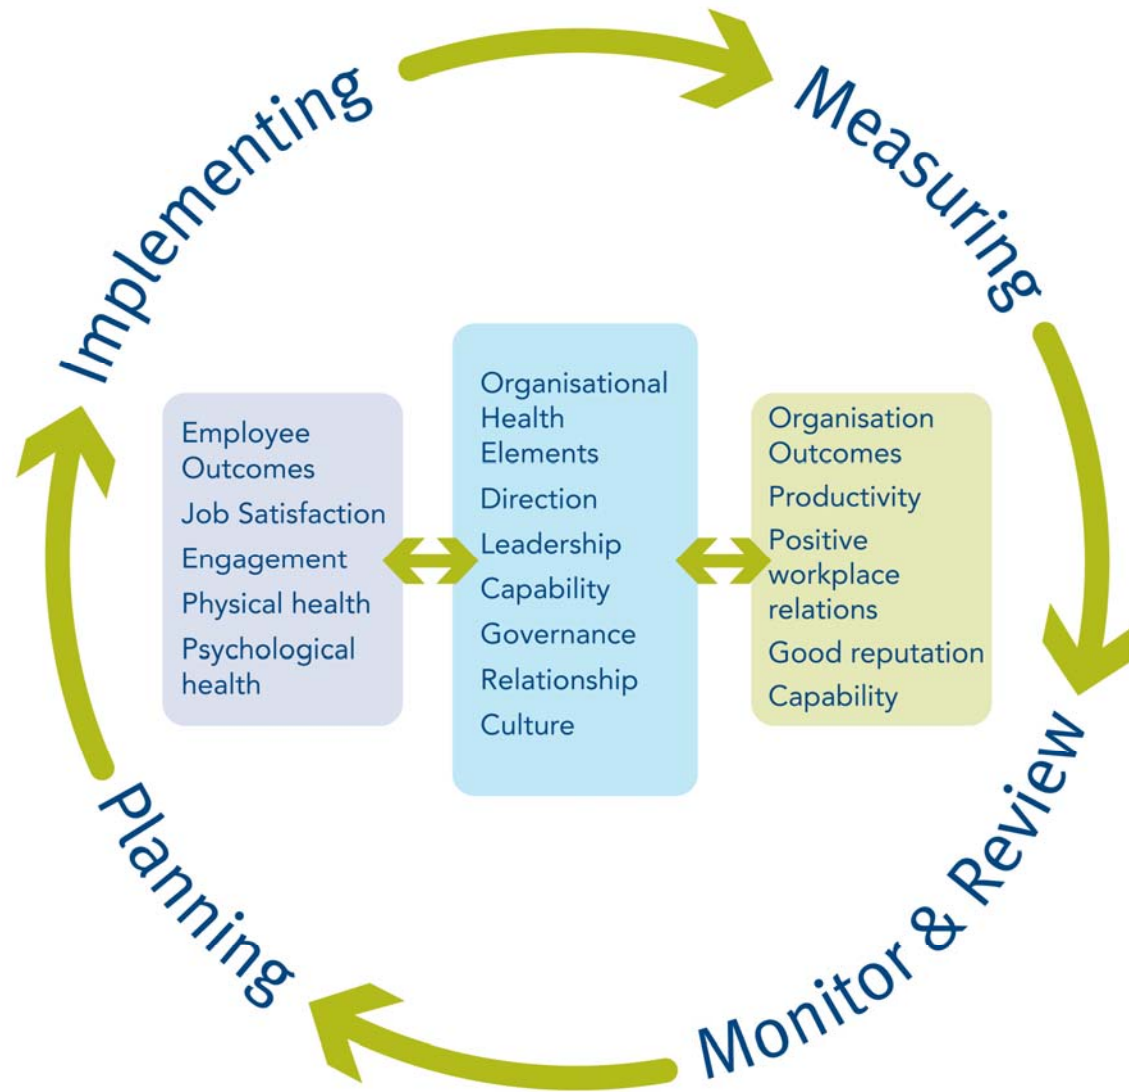 Implementing
Measuring
Employee
Outcomes
Job Satisfaction
Engagement
Physical health
Psychological
health
Organisational
Health
Elements
Direction
Leadership
Capability
Governance
Relationship
Culture
Organisation
Outcomes
Productivity
Positive
workplace
relations
Good reputation
Capability
Planning
Monitor & Review